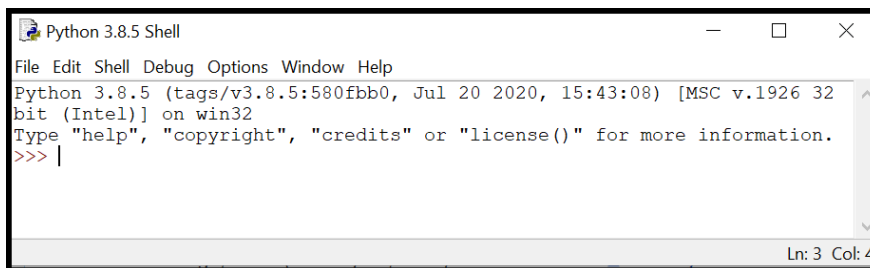 Python 3.8.5 Shell
File Edit Shell Debug Options Window Help
Python 3.8.5 (tags/v3.8.5:580fbb0, Jul 20 2020, 15:43:08) [MSC v.1926 32
bit (Intel)] on win32
Type "help", "copyright", "credits" or "license()" for more information.
>>>
Ln: 3 Col: 4